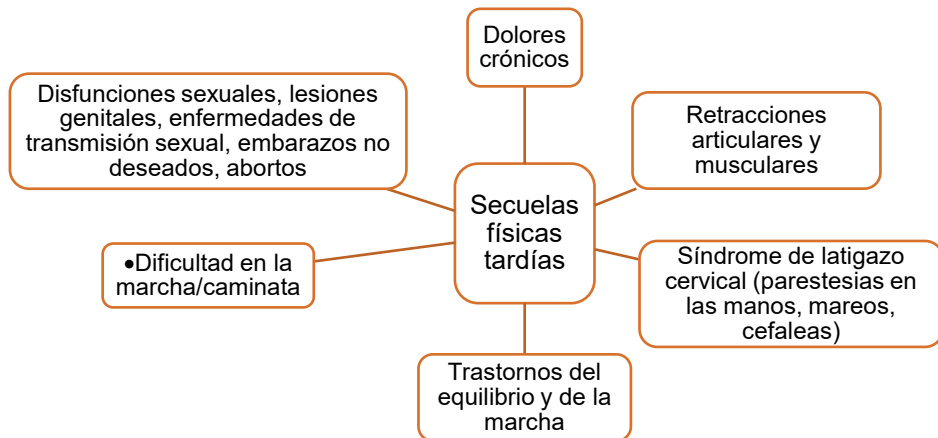 Dolores
crónicos
Disfunciones sexuales, lesiones
genitales, enfermedades de
transmisión sexual, embarazos no
deseados, abortos
Retracciones
articulares y
musculares
Secuelas
físicas
tardías
•Dificultad en la
marcha/caminata
Síndrome de latigazo
cervical (parestesias en
las manos, mareos,
cefaleas)
Trastornos del
equilibrio y de la
marcha